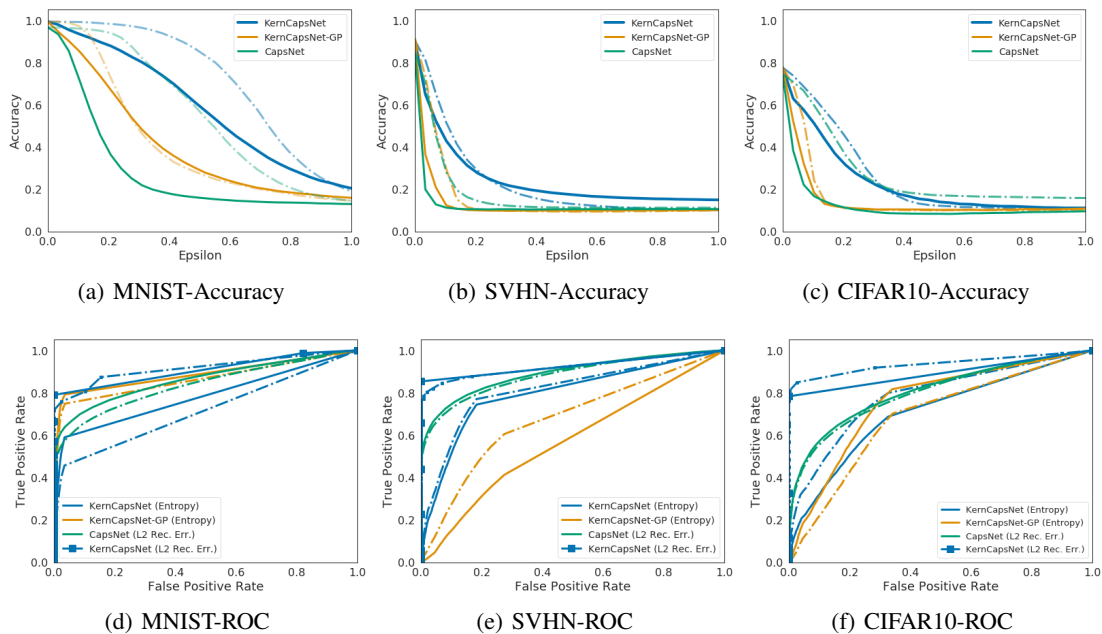 1.0
0.8
0.6
0.4
0.2
0.0
Accuracy
0.0 0.2 0.4 0.6 0.8 1.0
Epsilon
KernCapsNet
KernCapsNet-GP
CapsNet
(a) MNIST-Accuracy
1.0
0.8
0.6
0.4
0.2
0.0
Accuracy
0.0 0.2 0.4 0.6 0.8 1.0
Epsilon
KernCapsNet
KernCapsNet-GP
CapsNet
(b) SVHN-Accuracy
1.0
0.8
0.6
0.4
0.2
0.0
Accuracy
0.0 0.2 0.4 0.6 0.8 1.0
Epsilon
KernCapsNet
KernCapsNet-GP
CapsNet
(c) CIFAR10-Accuracy
1.0
0.8
0.6
0.4
0.2
0.0
True Positive Rate
0.0 0.2 0.4 0.6 0.8 1.0
False Positive Rate
KernCapsNet (Entropy)
KernCapsNet-GP (Entropy)
CapsNet (L2 Rec. Err.)
KernCapsNet (L2 Rec. Err.)
(d) MNIST-ROC
1.0
0.8
0.6
0.4
0.2
0.0
True Positive Rate
0.0 0.2 0.4 0.6 0.8 1.0
False Positive Rate
KernCapsNet (Entropy)
KernCapsNet-GP (Entropy)
CapsNet (L2 Rec. Err.)
KernCapsNet (L2 Rec. Err.)
(e) SVHN-ROC
1.0
0.8
0.6
0.4
0.2
0.0
True Positive Rate
0.0 0.2 0.4 0.6 0.8 1.0
False Positive Rate
KernCapsNet (Entropy)
KernCapsNet-GP (Entropy)
CapsNet (L2 Rec. Err.)
KernCapsNet (L2 Rec. Err.)
(f) CIFAR10-ROC